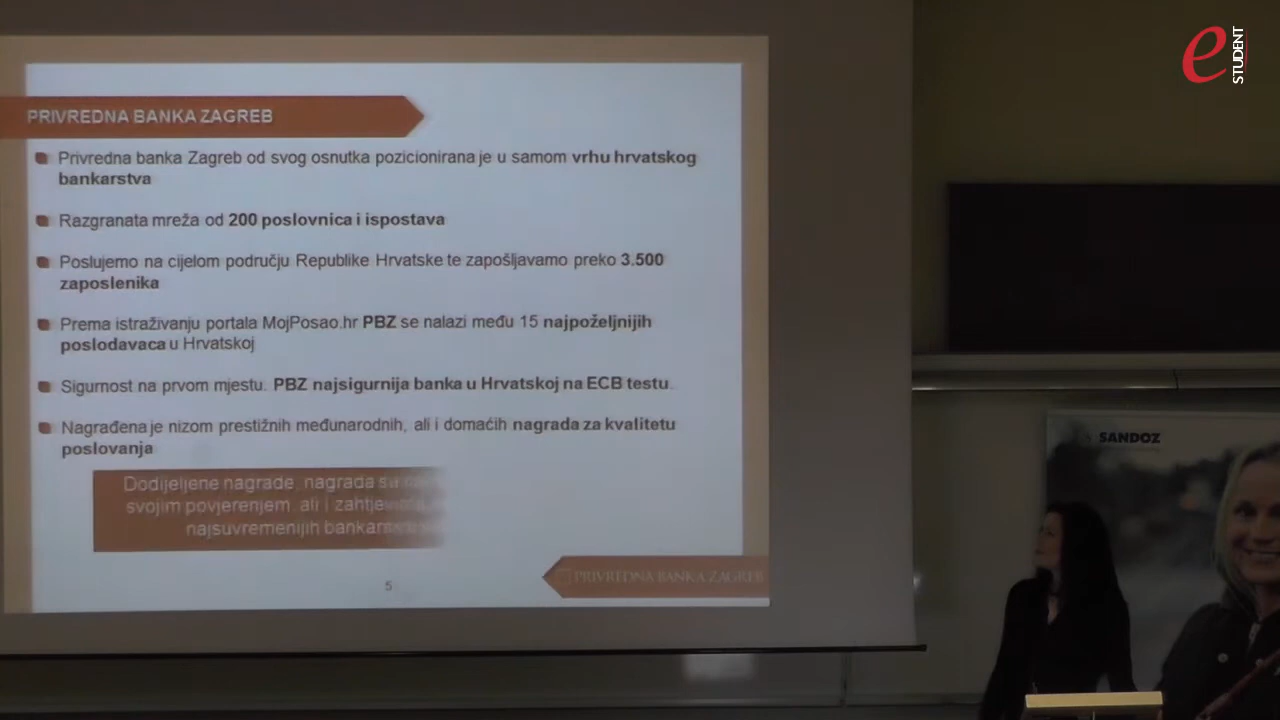 e STUDENT
PRIVREDNA BANKA ZAGREB
Privredna banka Zagreb od svog osnutka pozicionirana je u samom vrhu hrvatskog
bankarstva
Razgranata mreža od 200 poslovnica i ispostava
Poslujemo na cijelom području Republike Hrvatske te zapošljavamo preko 3.500
zaposlenika
Prema istraživanju portala MojPosao.hr PBZ se nalazi među 15 najpoželjnijih
poslodavaca u Hrvatskoj
Sigurnost na prvom mjestu. PBZ najsigurnija banka u Hrvatskoj na ECB testu.
Nagrađena je nizom prestižnih međunarodnih, ali i domaćih nagrada za kvalitetu
poslovanja
Dodijeljene nagrade, nagrada su
svojim povjerenjem, ali i
najsuvremenijih
5
PRIVREDNA BANKA ZAGREB
SANDOZ